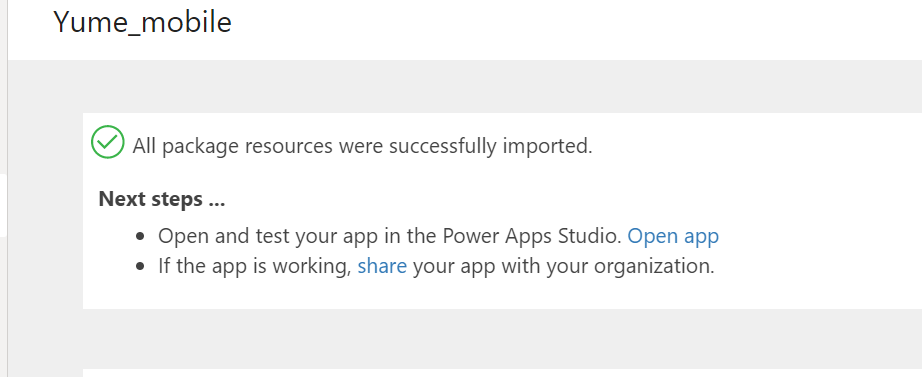 Yume_mobile
All package resources were successfully imported.
Next steps ...
Open and test your app in the Power Apps Studio. Open app
If the app is working, share your app with your organization.